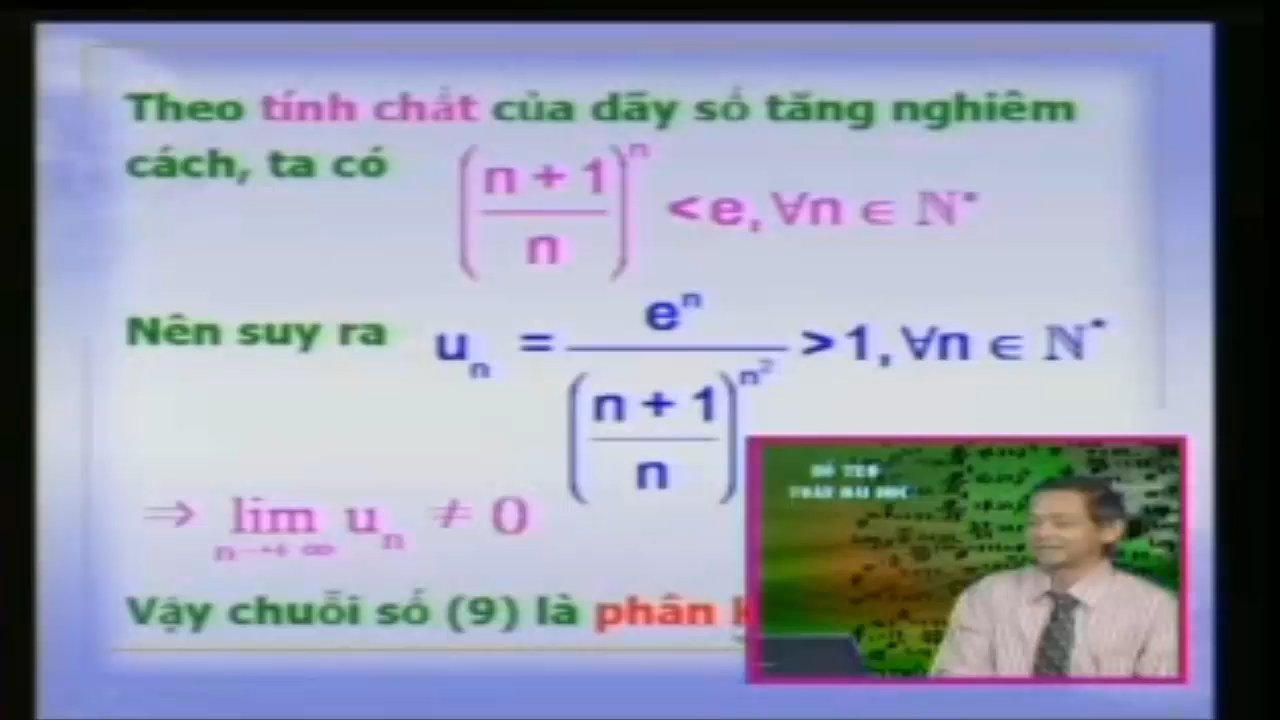 Theo tính chất của dãy số tăng nghiêm
cách, ta có ((n + 1)/n)^n < e, ∀n ∈ ℕ*
Nên suy ra u_n = e^n / ((n + 1)/n)^(n²) > 1, ∀n ∈ ℕ*
⇒ lim_(n→+∞) u_n ≠ 0
Vậy chuỗi số (9) là phân